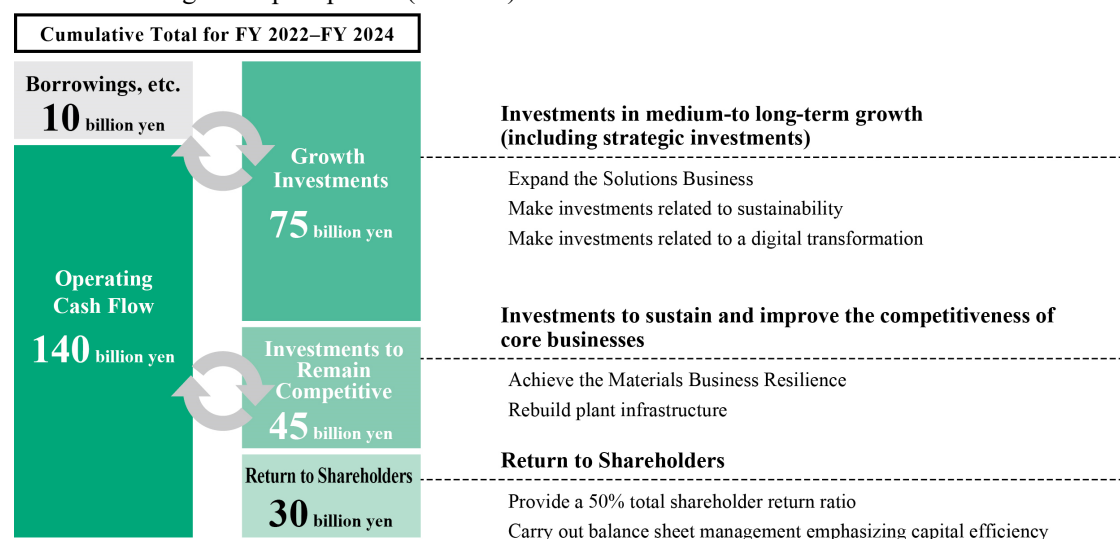 Cumulative Total for FY 2022–FY 2024
Borrowings, etc.
10 billion yen
Operating
Cash Flow
140 billion yen
Growth
Investments
75 billion yen
Investments to
Remain
Competitive
45 billion yen
Return to Shareholders
30 billion yen
Investments in medium-to long-term growth
(including strategic investments)
Expand the Solutions Business
Make investments related to sustainability
Make investments related to a digital transformation
Investments to sustain and improve the competitiveness of
core businesses
Achieve the Materials Business Resilience
Rebuild plant infrastructure
Return to Shareholders
Provide a 50% total shareholder return ratio
Carry out balance sheet management emphasizing capital efficiency